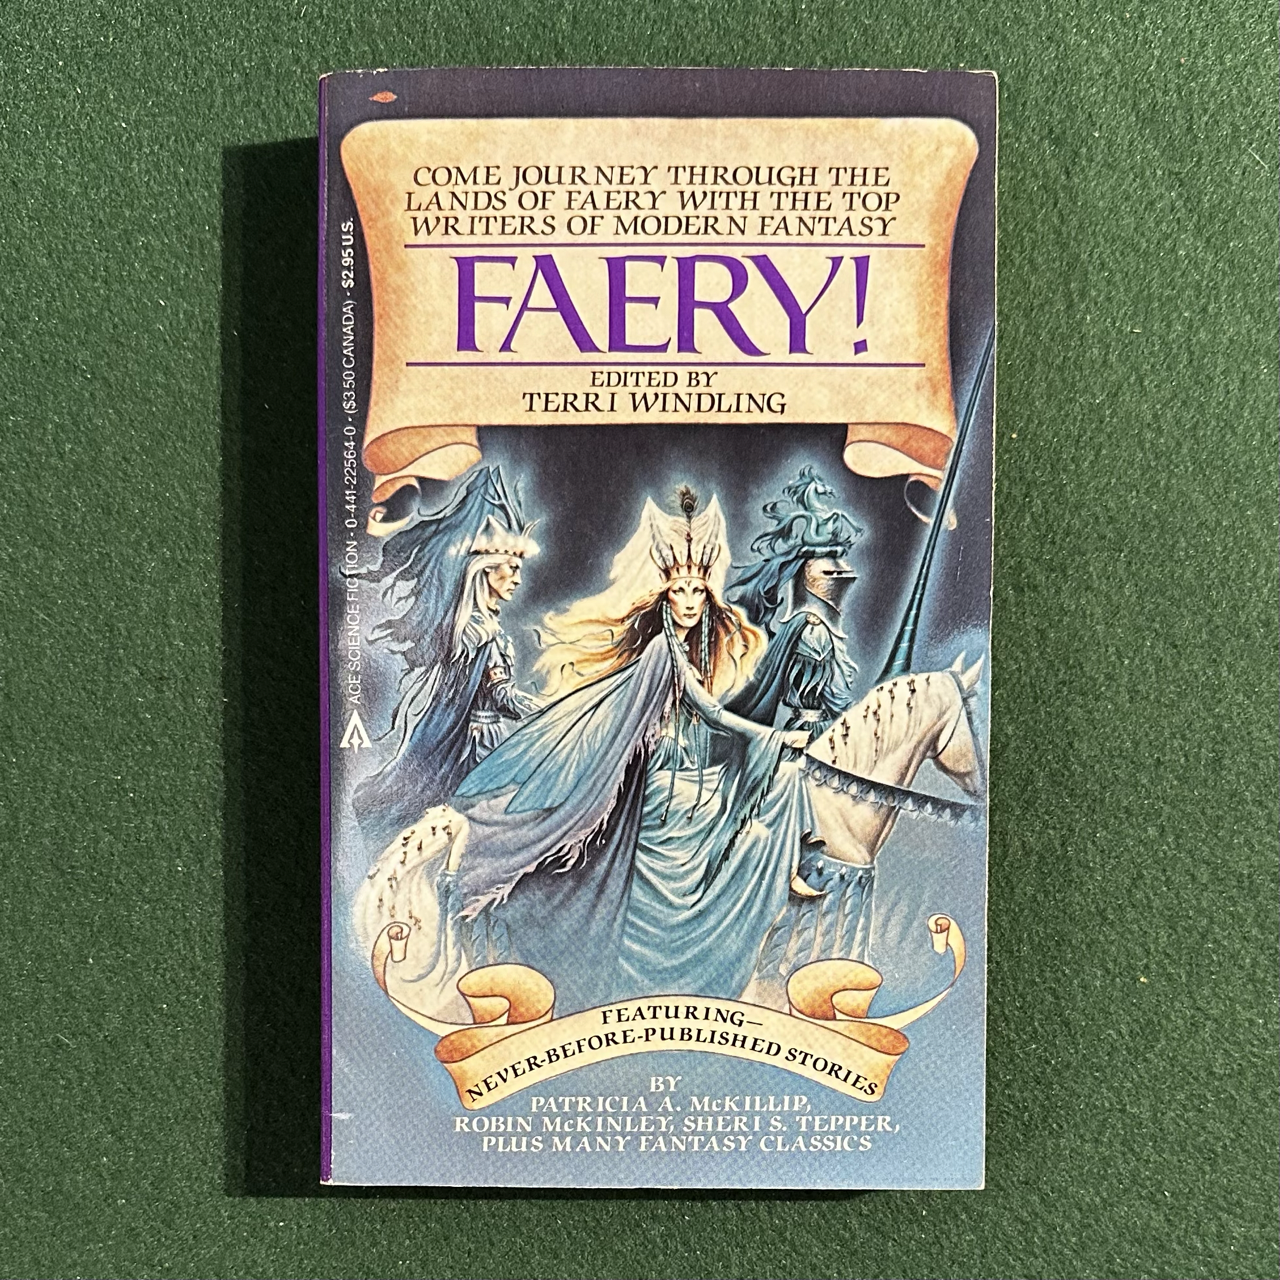 COME JOURNEY THROUGH THE
LANDS OF FAERY WITH THE TOP
WRITERS OF MODERN FANTASY
FAERY!
EDITED BY
TERRI WINDLING
ACE SCIENCE FICTION • 0-441-22564-0 • ($3.50 CANADA) • $2.95 U.S.
FEATURING—
NEVER-BEFORE-PUBLISHED STORIES
BY
PATRICIA A. McKILLIP,
ROBIN McKINLEY, SHERI S. TEPPER,
PLUS MANY FANTASY CLASSICS